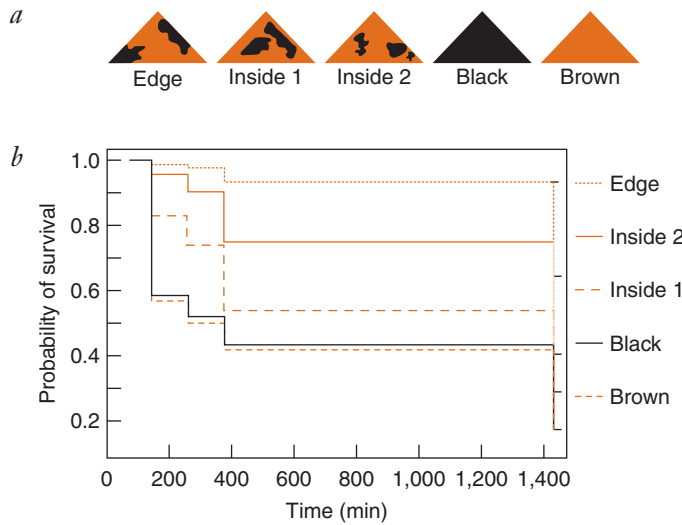 a
Edge Inside 1 Inside 2 Black Brown
b
Probability of survival
1.0
0.8
0.6
0.4
0.2
0 200 400 600 800 1,000 1,200 1,400
Time (min)
Edge
Inside 2
Inside 1
Black
Brown